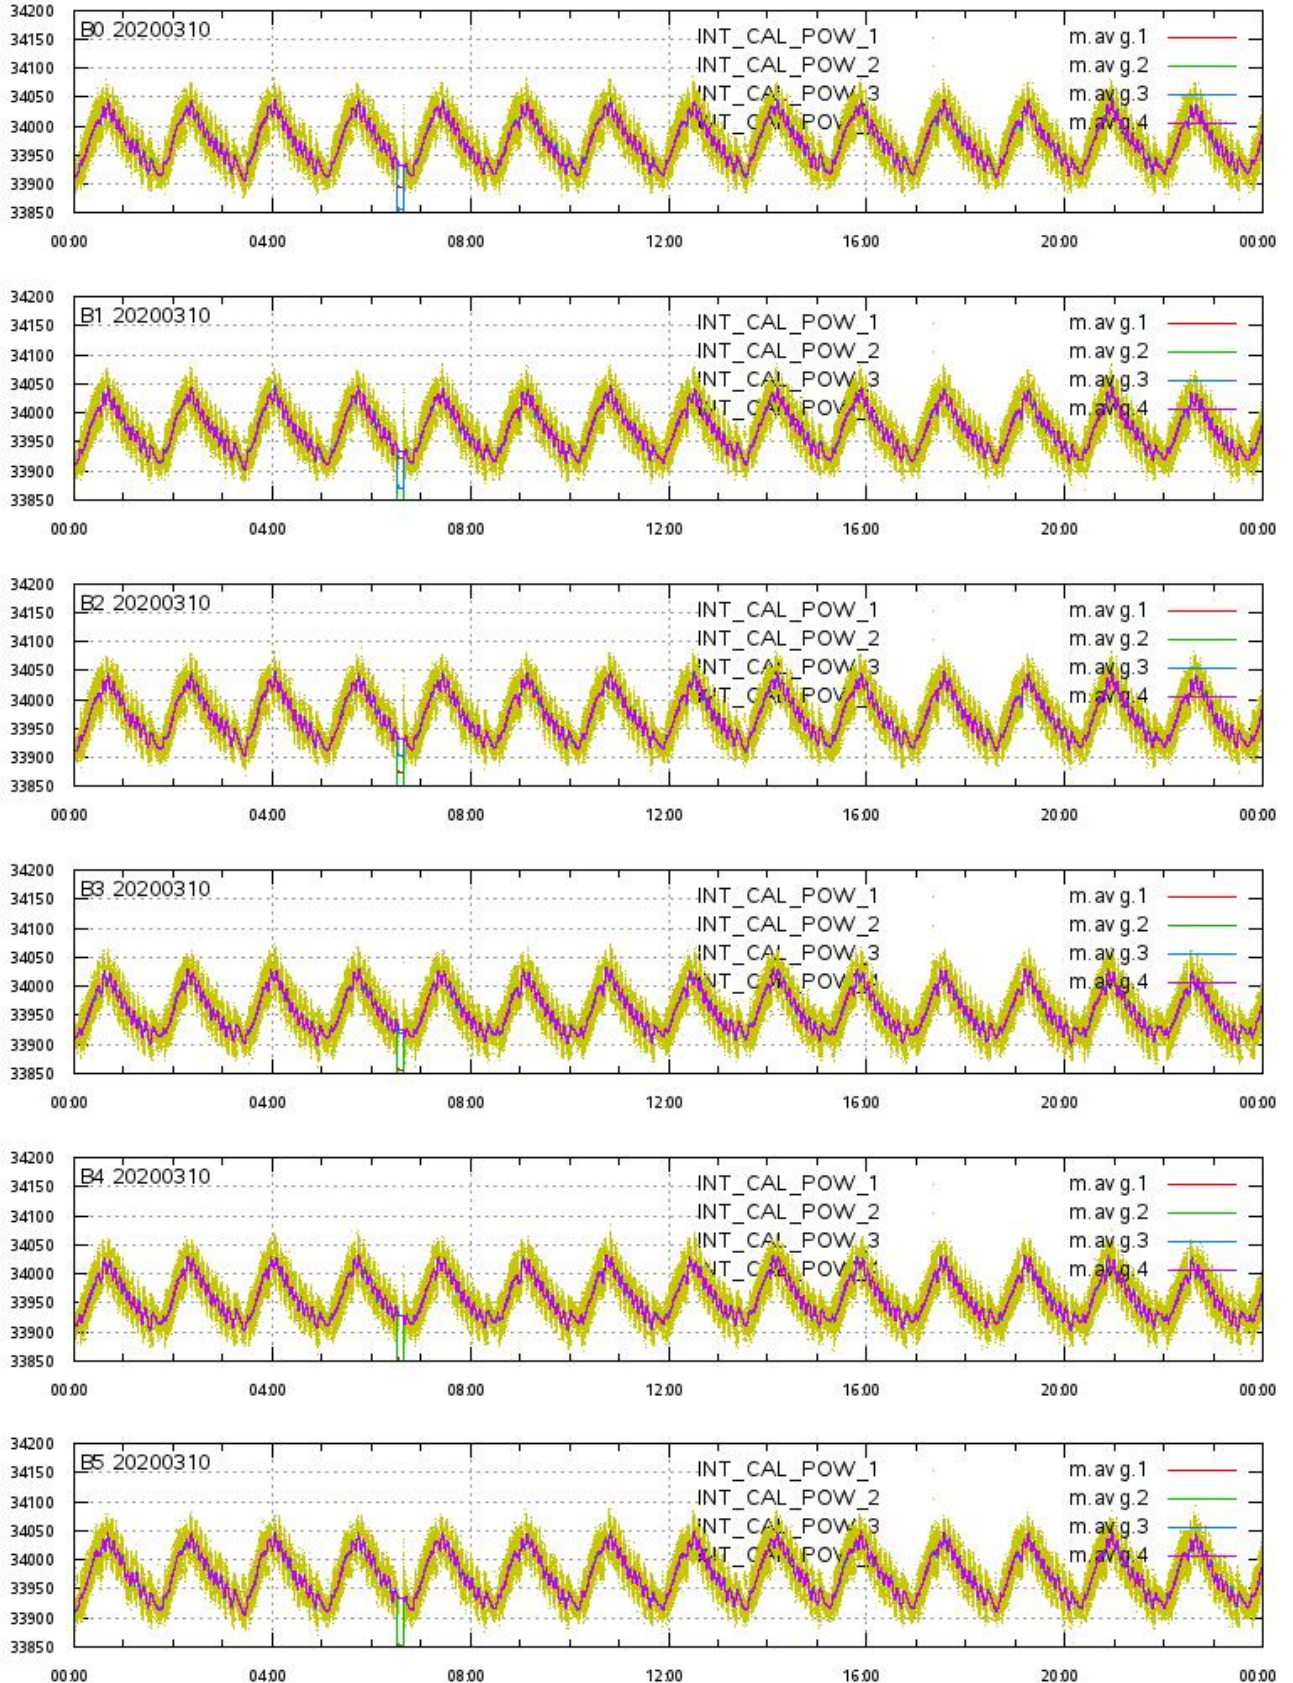 34200
B0 20200310 INT_CAL_POW_1 m.avg.1
34150
34100 INT_CAL_POW_2 m.avg.2
34050 INT_CAL_POW_3 m.avg.3
34000 INT_CAL_POW m.avg.4
33950
33900
33850
00:00 04:00 08:00 12:00 16:00 20:00 00:00
34200
B1 20200310 INT_CAL_POW_1 m.avg.1
34150
34100 INT_CAL_POW_2 m.avg.2
34050 INT_CAL_POW_3 m.avg.3
34000 INT_CAL_POW m.avg.4
33950
33900
33850
00:00 04:00 08:00 12:00 16:00 20:00 00:00
34200
B2 20200310 INT_CAL_POW_1 m.avg.1
34150
34100 INT_CAL_POW_2 m.avg.2
34050 INT_CAL_POW_3 m.avg.3
34000 INT_CAL_POW m.avg.4
33950
33900
33850
00:00 04:00 08:00 12:00 16:00 20:00 00:00
34200
B3 20200310 INT_CAL_POW_1 m.avg.1
34150
34100 INT_CAL_POW_2 m.avg.2
34050 INT_CAL_POW_3 m.avg.3
34000 INT_CAL_POW_4 m.avg.4
33950
33900
33850
00:00 04:00 08:00 12:00 16:00 20:00 00:00
34200
B4 20200310 INT_CAL_POW_1 m.avg.1
34150
34100 INT_CAL_POW_2 m.avg.2
34050 INT_CAL_POW_3 m.avg.3
34000 INT_CAL_POW_4 m.avg.4
33950
33900
33850
00:00 04:00 08:00 12:00 16:00 20:00 00:00
34200
B5 20200310 INT_CAL_POW_1 m.avg.1
34150
34100 INT_CAL_POW_2 m.avg.2
34050 INT_CAL_POW_3 m.avg.3
34000 INT_CAL_POW m.avg.4
33950
33900
33850
00:00 04:00 08:00 12:00 16:00 20:00 00:00